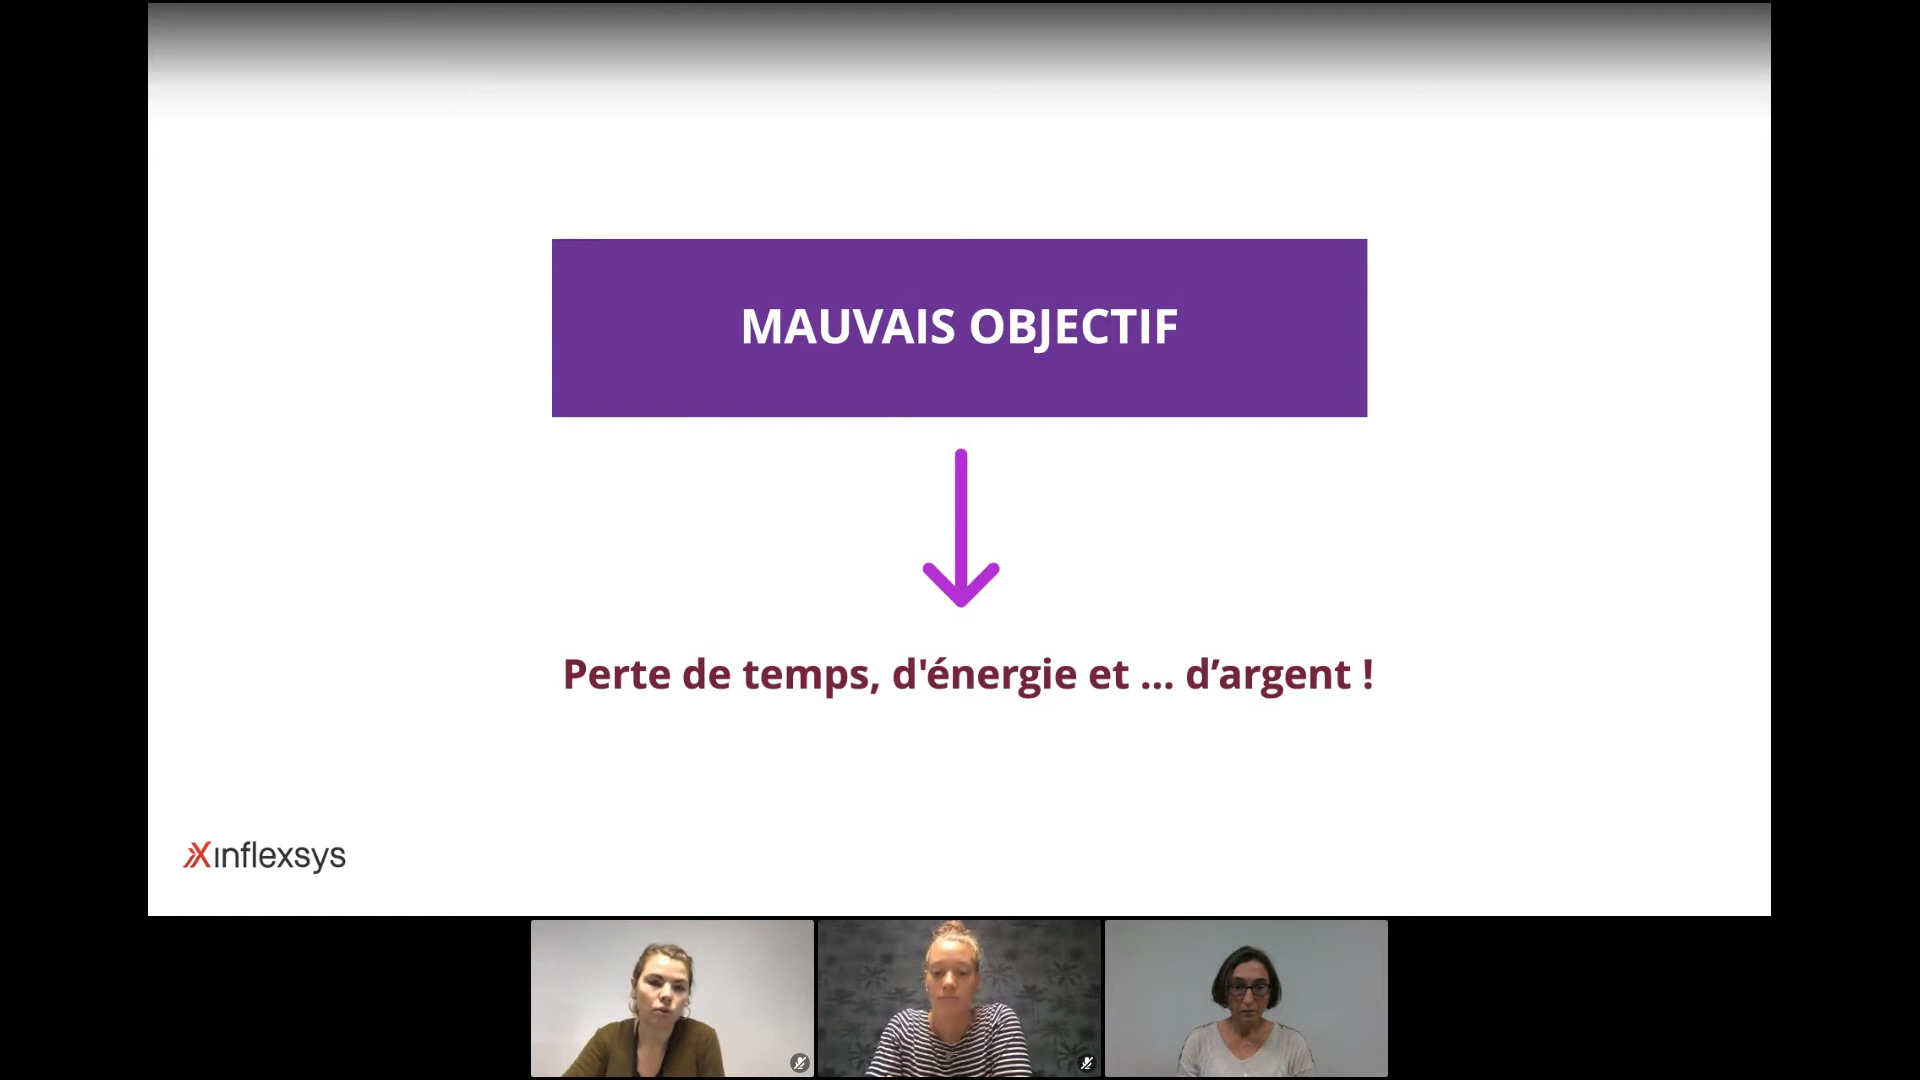 MAUVAIS OBJECTIF
Perte de temps, d'énergie et ... d’argent !
inflexsys